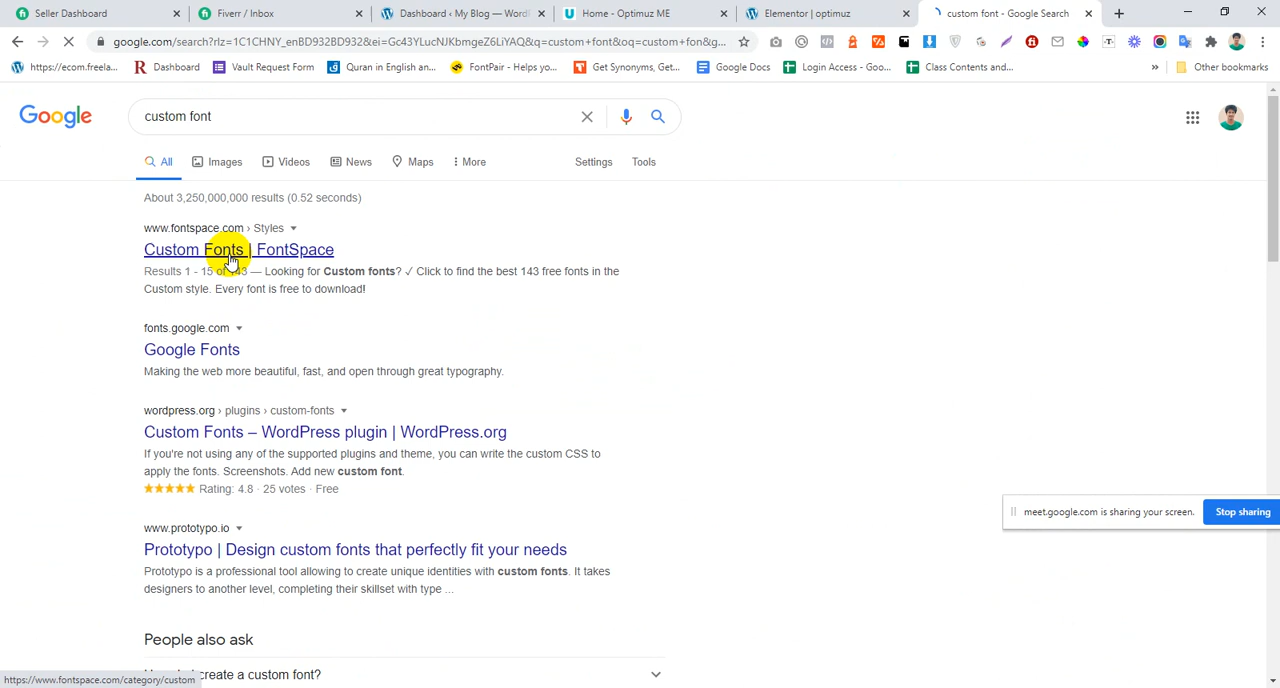 Seller Dashboard
Fiverr / Inbox
Dashboard ‹ My Blog — Word
Home - Optimuz ME
Elementor | optimuz
custom font - Google Search
google.com/search?rlz=1C1CHNY_enBD932BD932&ei=Gc43YLucNJKbmgeZ6LiYAQ&q=custom+font&oq=custom+fon&g...
https://ecom.freela...
Dashboard
Vault Request Form
Quran in English an...
FontPair - Helps yo...
Get Synonyms, Get...
Google Docs
Login Access - Goo...
Class Contents and...
»
Other bookmarks
Google
custom font
All
Images
Videos
News
Maps
More
Settings
Tools
About 3,250,000,000 results (0.52 seconds)
www.fontspace.com › Styles
Custom Fonts | FontSpace
Results 1 - 15 of 143 — Looking for Custom fonts? ✓ Click to find the best 143 free fonts in the
Custom style. Every font is free to download!
fonts.google.com
Google Fonts
Making the web more beautiful, fast, and open through great typography.
wordpress.org › plugins › custom-fonts
Custom Fonts – WordPress plugin | WordPress.org
If you're not using any of the supported plugins and theme, you can write the custom CSS to
apply the fonts. Screenshots. Add new custom font.
Rating: 4.8 · 25 votes · Free
meet.google.com is sharing your screen.
Stop sharing
www.prototypo.io
Prototypo | Design custom fonts that perfectly fit your needs
Prototypo is a professional tool allowing to create unique identities with custom fonts. It takes
designers to another level, completing their skillset with type ...
People also ask
create a custom font?
https://www.fontspace.com/category/custom